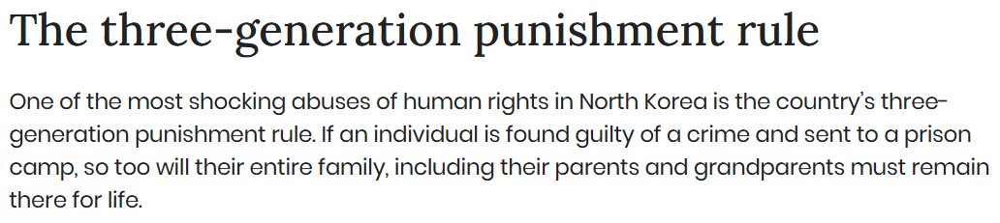 The three-generation punishment rule
One of the most shocking abuses of human rights in North Korea is the country’s three-
generation punishment rule. If an individual is found guilty of a crime and sent to a prison
camp, so too will their entire family, including their parents and grandparents must remain
there for life.